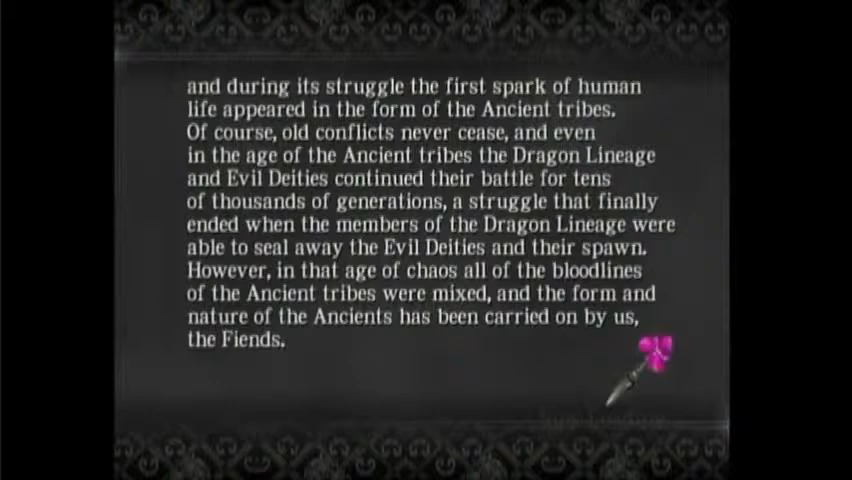 and during its struggle the first spark of human
life appeared in the form of the Ancient tribes.
Of course, old conflicts never cease, and even
in the age of the Ancient tribes the Dragon Lineage
and Evil Deities continued their battle for tens
of thousands of generations, a struggle that finally
ended when the members of the Dragon Lineage were
able to seal away the Evil Deities and their spawn.
However, in that age of chaos all of the bloodlines
of the Ancient tribes were mixed, and the form and
nature of the Ancients has been carried on by us,
the Fiends.